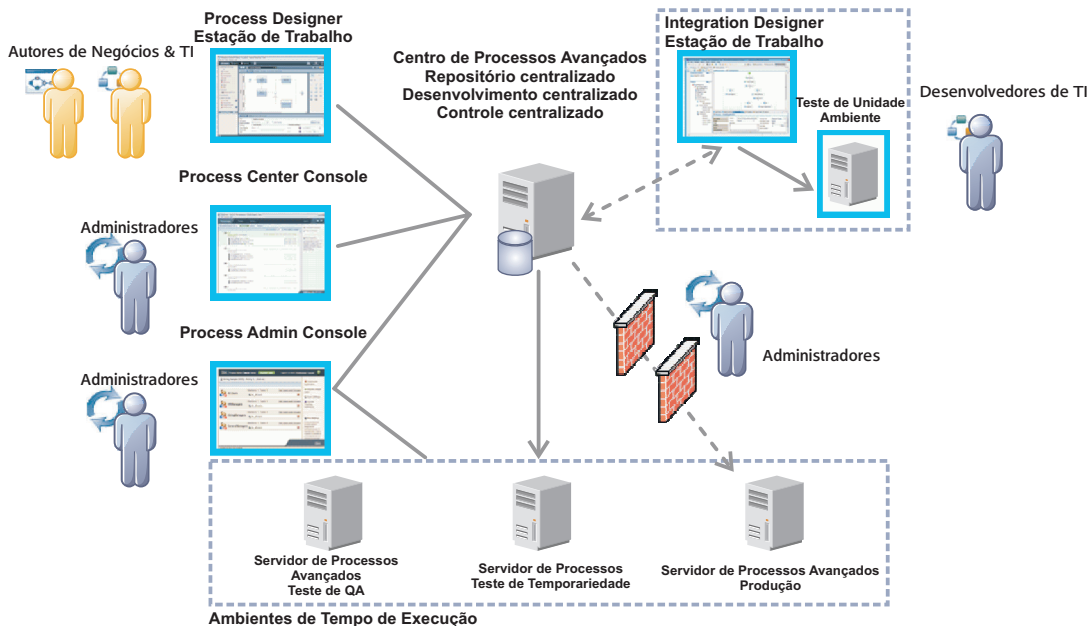 Process Designer
Estação de Trabalho
Autores de Negócios & TI
Centro de Processos Avançados
Repositório centralizado
Desenvolvimento centralizado
Controle centralizado
Integration Designer
Estação de Trabalho
Teste de Unidade
Ambiente
Desenvolvedores de TI
Process Center Console
Administradores
Process Admin Console
Administradores
Administradores
Servidor de Processos
Avançados
Teste de QA
Servidor de Processos
Teste de Temporariedade
Servidor de Processos Avançados
Produção
Ambientes de Tempo de Execução